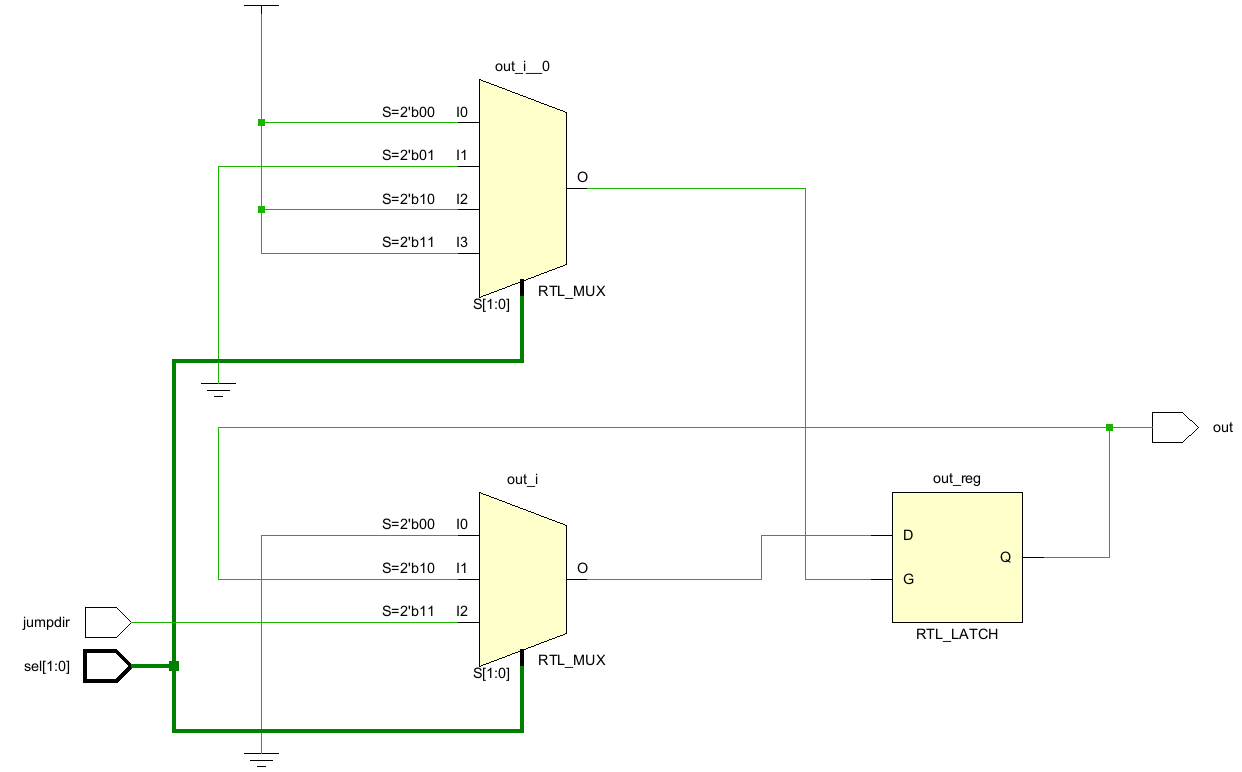 out_i__0
S=2'b00 I0
S=2'b01 I1
O
S=2'b10 I2
S=2'b11 I3
S[1:0] RTL_MUX
out
out_i
out_reg
S=2'b00 I0
D
Q
S=2'b10 I1
O
G
S=2'b11 I2
jumpdir
RTL_LATCH
sel[1:0]
S[1:0] RTL_MUX